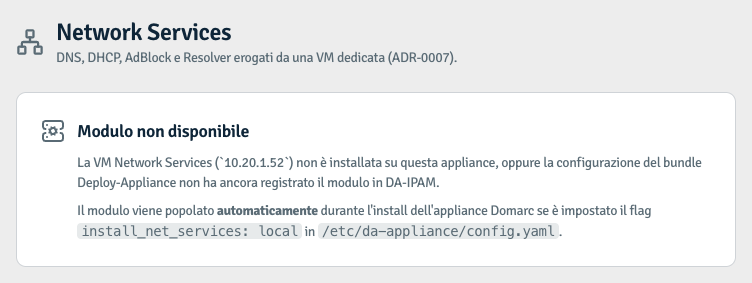 Network Services
DNS, DHCP, AdBlock e Resolver erogati da una VM dedicata (ADR-0007).
Modulo non disponibile
La VM Network Services (`10.20.1.52`) non è installata su questa appliance, oppure la configurazione del bundle
Deploy-Appliance non ha ancora registrato il modulo in DA-IPAM.
Il modulo viene popolato automaticamente durante l'install dell'appliance Domarc se è impostato il flag
install_net_services: local in /etc/da-appliance/config.yaml.